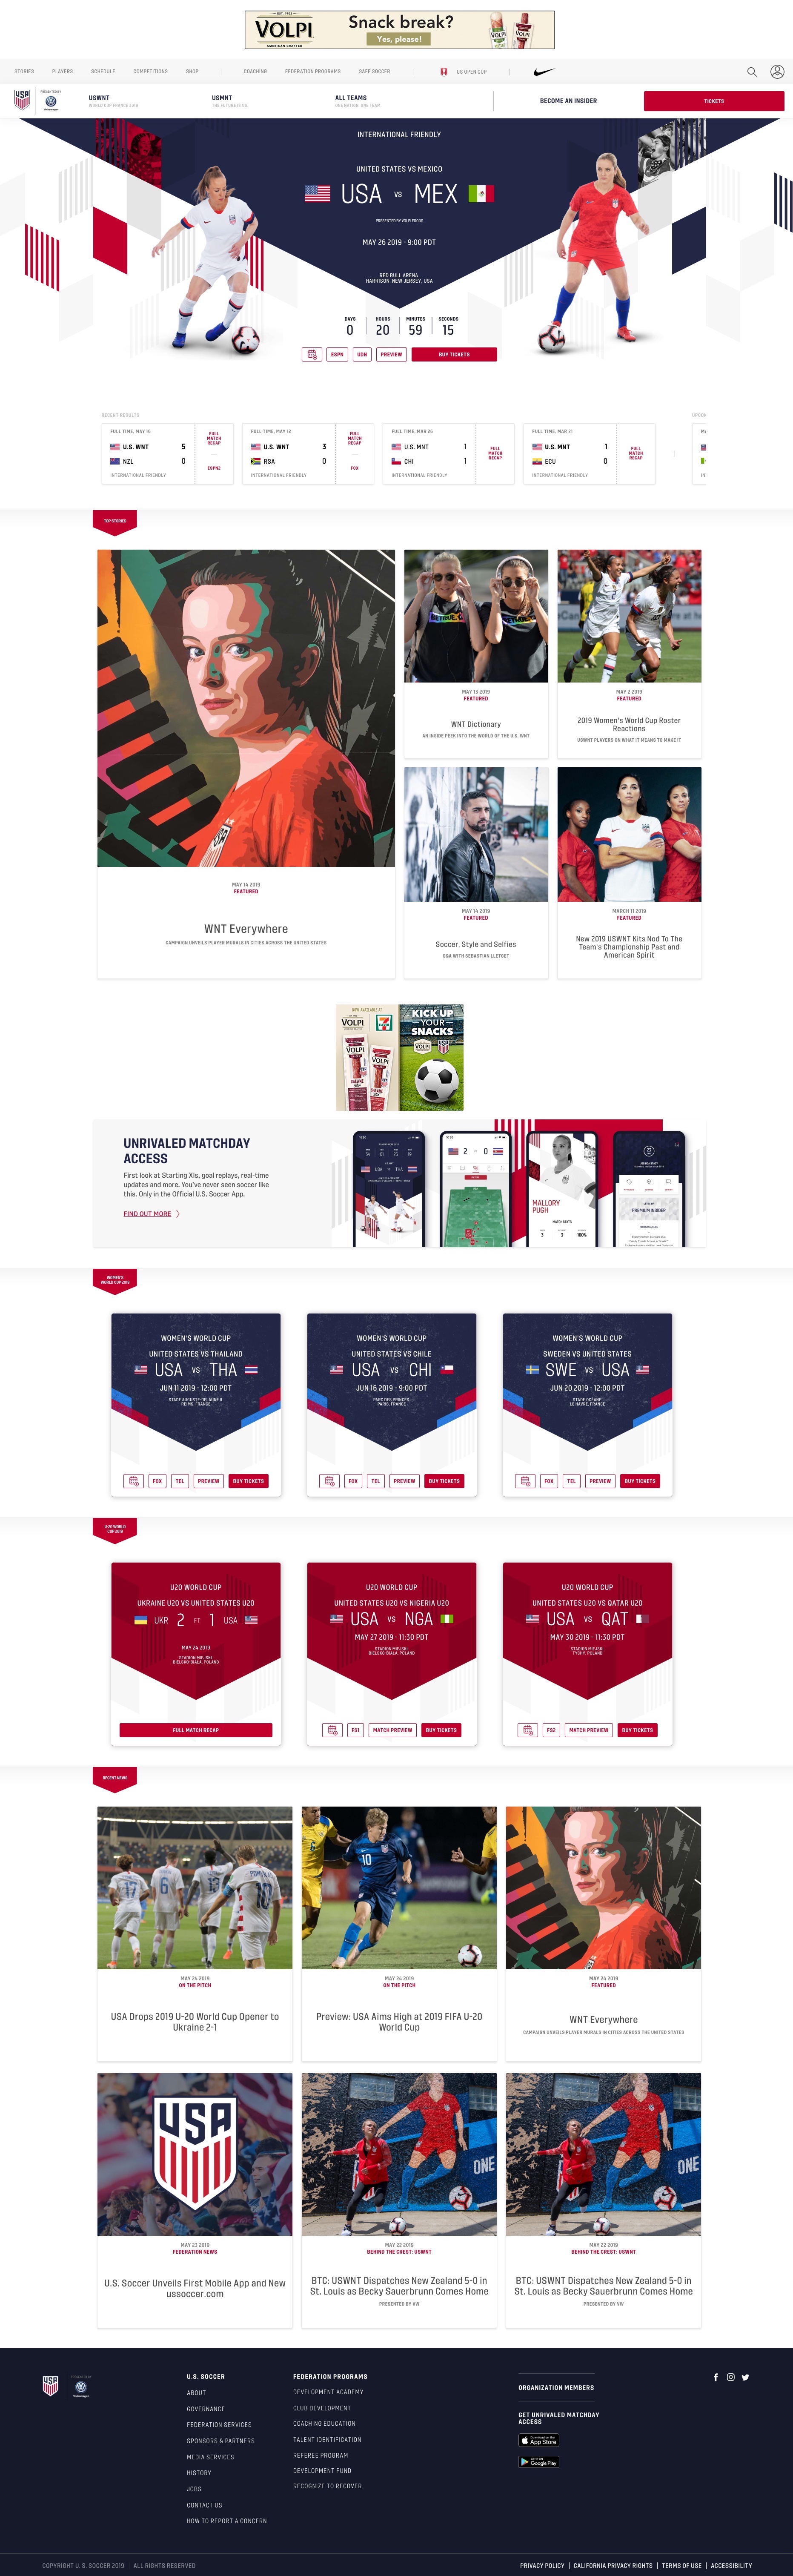 EST. 1902
VOLPI
AMERICAN CRAFTED
Snack break?
Yes, please!
STORIES PLAYERS SCHEDULE COMPETITIONS SHOP COACHING FEDERATION PROGRAMS SAFE SOCCER US OPEN CUP
PRESENTED BY
Volkswagen
USWNT
WORLD CUP FRANCE 2019
USMNT
THE FUTURE IS US
ALL TEAMS
ONE NATION. ONE TEAM.
BECOME AN INSIDER
TICKETS
INTERNATIONAL FRIENDLY
UNITED STATES VS MEXICO
USA VS MEX
PRESENTED BY VOLPI FOODS
MAY 26 2019 - 9:00 PDT
RED BULL ARENA
HARRISON, NEW JERSEY, USA
DAYS HOURS MINUTES SECONDS
0 20 59 15
ESPN UDN PREVIEW BUY TICKETS
RECENT RESULTS
FULL TIME, MAY 16
U.S. WNT 5
NZL 0
INTERNATIONAL FRIENDLY
FULL MATCH RECAP
ESPN2
FULL TIME, MAY 12
U.S. WNT 3
RSA 0
INTERNATIONAL FRIENDLY
FULL MATCH RECAP
FOX
FULL TIME, MAR 26
U.S. MNT 1
CHI 1
INTERNATIONAL FRIENDLY
FULL MATCH RECAP
FULL TIME, MAR 21
U.S. MNT 1
ECU 0
INTERNATIONAL FRIENDLY
FULL MATCH RECAP
UPCOM
TOP STORIES
MAY 14 2019
FEATURED
WNT Everywhere
CAMPAIGN UNVEILS PLAYER MURALS IN CITIES ACROSS THE UNITED STATES
MAY 13 2019
FEATURED
WNT Dictionary
AN INSIDE PEEK INTO THE WORLD OF THE U.S. WNT
MAY 2 2019
FEATURED
2019 Women's World Cup Roster
Reactions
USWNT PLAYERS ON WHAT IT MEANS TO MAKE IT
MAY 14 2019
FEATURED
Soccer, Style and Selfies
Q&A WITH SEBASTIAN LLETGET
MARCH 11 2019
FEATURED
New 2019 USWNT Kits Nod To The
Team's Championship Past and
American Spirit
NOW AVAILABLE AT
VOLPI
KICK UP
YOUR
SNACKS
UNRIVALED MATCHDAY
ACCESS
First look at Starting XIs, goal replays, real-time
updates and more. You've never seen soccer like
this. Only in the Official U.S. Soccer App.
FIND OUT MORE
USA THA
2 - 0
MALLORY
PUGH
MATCH STATS
3 3 100%
PREMIUM INSIDER
WOMEN'S
WORLD CUP 2019
WOMEN'S WORLD CUP
UNITED STATES VS THAILAND
USA VS THA
JUN 11 2019 - 12:00 PDT
STADE AUGUSTE-DELAUNE II
REIMS, FRANCE
FOX TEL PREVIEW BUY TICKETS
WOMEN'S WORLD CUP
UNITED STATES VS CHILE
USA VS CHI
JUN 16 2019 - 9:00 PDT
PARC DES PRINCES
PARIS, FRANCE
FOX TEL PREVIEW BUY TICKETS
WOMEN'S WORLD CUP
SWEDEN VS UNITED STATES
SWE VS USA
JUN 20 2019 - 12:00 PDT
STADE OCEANE
LE HAVRE, FRANCE
FOX TEL PREVIEW BUY TICKETS
U-20 WORLD
CUP 2019
U20 WORLD CUP
UKRAINE U20 VS UNITED STATES U20
UKR 2 FT 1 USA
MAY 24 2019
STADION MIEJSKI
BIELSKO-BIALA, POLAND
FULL MATCH RECAP
U20 WORLD CUP
UNITED STATES U20 VS NIGERIA U20
USA VS NGA
MAY 27 2019 - 11:30 PDT
STADION MIEJSKI
BIELSKO-BIALA, POLAND
FS1 MATCH PREVIEW BUY TICKETS
U20 WORLD CUP
UNITED STATES U20 VS QATAR U20
USA VS QAT
MAY 30 2019 - 11:30 PDT
STADION MIEJSKI
TYCHY, POLAND
FS2 MATCH PREVIEW BUY TICKETS
RECENT NEWS
MAY 24 2019
ON THE PITCH
USA Drops 2019 U-20 World Cup Opener to
Ukraine 2-1
MAY 24 2019
ON THE PITCH
Preview: USA Aims High at 2019 FIFA U-20
World Cup
MAY 24 2019
FEATURED
WNT Everywhere
CAMPAIGN UNVEILS PLAYER MURALS IN CITIES ACROSS THE UNITED STATES
USA
MAY 23 2019
FEDERATION NEWS
U.S. Soccer Unveils First Mobile App and New
ussoccer.com
MAY 22 2019
BEHIND THE CREST: USWNT
BTC: USWNT Dispatches New Zealand 5-0 in
St. Louis as Becky Sauerbrunn Comes Home
PRESENTED BY VW
MAY 22 2019
BEHIND THE CREST: USWNT
BTC: USWNT Dispatches New Zealand 5-0 in
St. Louis as Becky Sauerbrunn Comes Home
PRESENTED BY VW
USA
PRESENTED BY
Volkswagen
U.S. SOCCER
ABOUT
GOVERNANCE
FEDERATION SERVICES
SPONSORS & PARTNERS
MEDIA SERVICES
HISTORY
JOBS
CONTACT US
HOW TO REPORT A CONCERN
FEDERATION PROGRAMS
DEVELOPMENT ACADEMY
CLUB DEVELOPMENT
COACHING EDUCATION
TALENT IDENTIFICATION
REFEREE PROGRAM
DEVELOPMENT FUND
RECOGNIZE TO RECOVER
ORGANIZATION MEMBERS
GET UNRIVALED MATCHDAY
ACCESS
Download on the
App Store
GET IT ON
Google Play
COPYRIGHT U. S. SOCCER 2019 ALL RIGHTS RESERVED
PRIVACY POLICY | CALIFORNIA PRIVACY RIGHTS | TERMS OF USE | ACCESSIBILITY